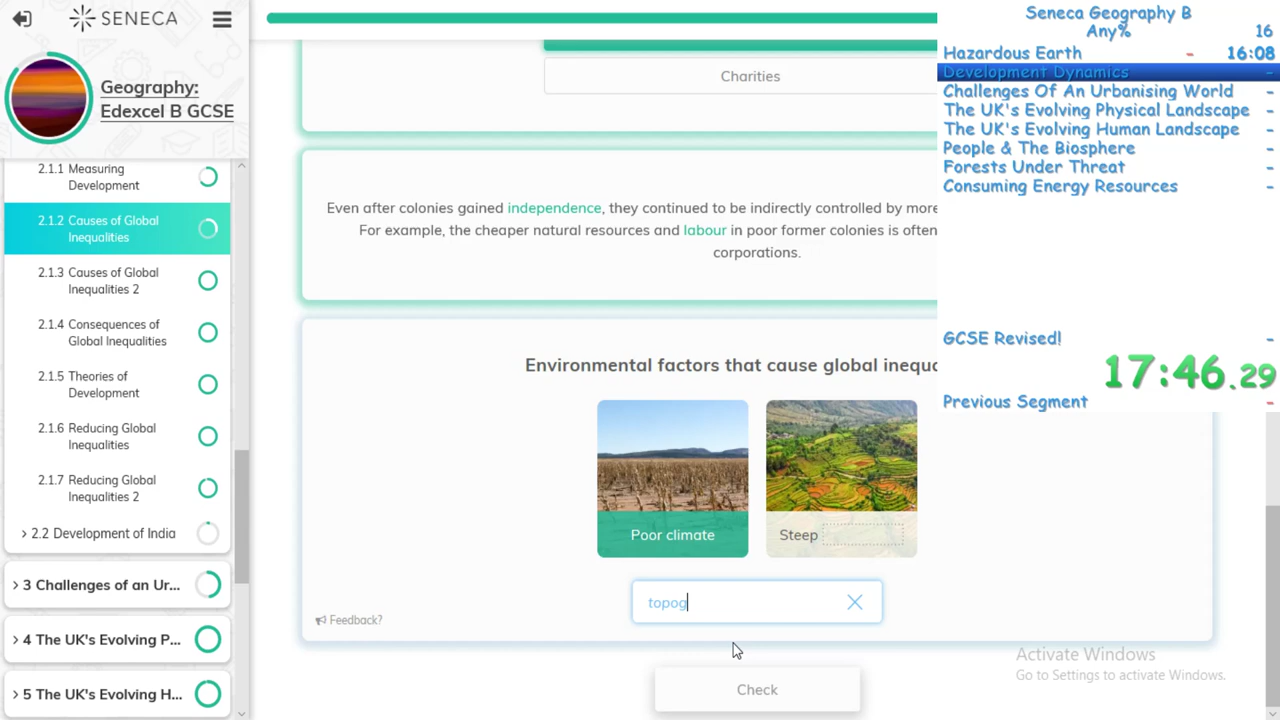 SENECA
Geography:
Edexcel B GCSE
2.1.1 Measuring
Development
2.1.2 Causes of Global
Inequalities
2.1.3 Causes of Global
Inequalities 2
2.1.4 Consequences of
Global Inequalities
2.1.5 Theories of
Development
2.1.6 Reducing Global
Inequalities
2.1.7 Reducing Global
Inequalities 2
2.2 Development of India
3 Challenges of an Ur...
4 The UK's Evolving P...
5 The UK's Evolving H...
Charities
Even after colonies gained independence, they continued to be indirectly controlled by more
For example, the cheaper natural resources and labour in poor former colonies is often
corporations.
Environmental factors that cause global inequa
Poor climate
Steep
topog
Feedback?
Check
Seneca Geography B
Any% 16
Hazardous Earth - 16:08
Development Dynamics -
Challenges Of An Urbanising World -
The UK's Evolving Physical Landscape -
The UK's Evolving Human Landscape -
People & The Biosphere -
Forests Under Threat -
Consuming Energy Resources -
GCSE Revised! -
17:46.29
Previous Segment -
Activate Windows
Go to Settings to activate Windows.